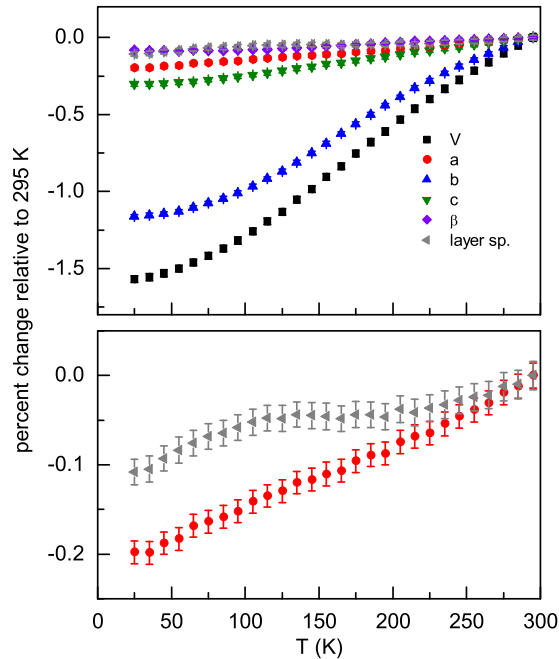 percent change relative to 295 K
0.0
-0.5
-1.0
-1.5
V
a
b
c
β
layer sp.
0.0
-0.1
-0.2
0 50 100 150 200 250 300
T (K)